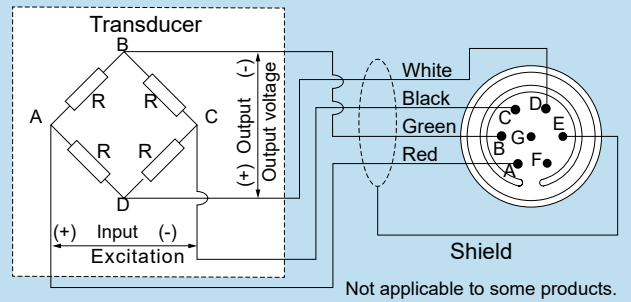 Transducer
B
A
R
R
C
R
R
D
(+) Output (-)
Output voltage
(+) Input (-)
Excitation
White
Black
Green
Red
D
C
E
B
G
A
F
Shield
Not applicable to some products.